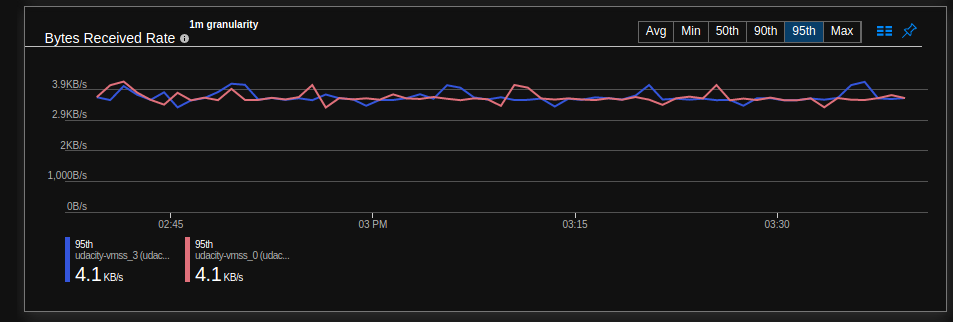 1m granularity
Bytes Received Rate
Avg Min 50th 90th 95th Max
3.9KB/s
2.9KB/s
2KB/s
1,000B/s
0B/s
02:45 03 PM 03:15 03:30
95th 95th
udacity-vmss_3 (udac... udacity-vmss_0 (udac...
4.1 KB/s 4.1 KB/s